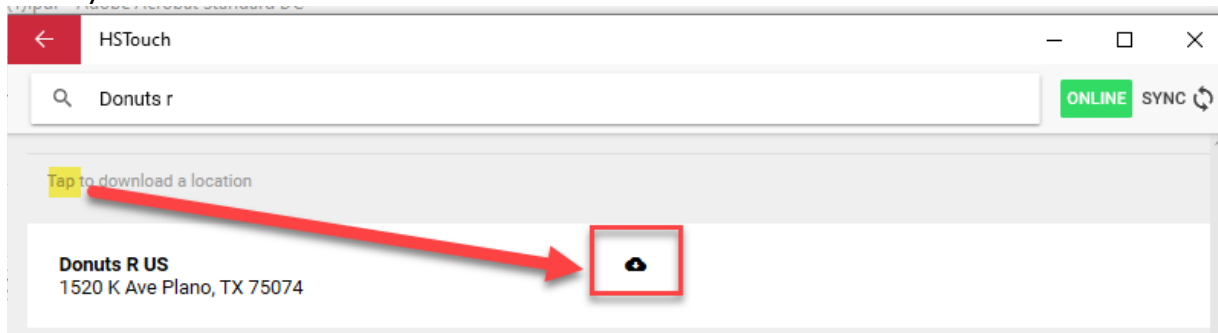 HSTouch
Donuts r
ONLINE SYNC
Tap to download a location
Donuts R US
1520 K Ave Plano, TX 75074